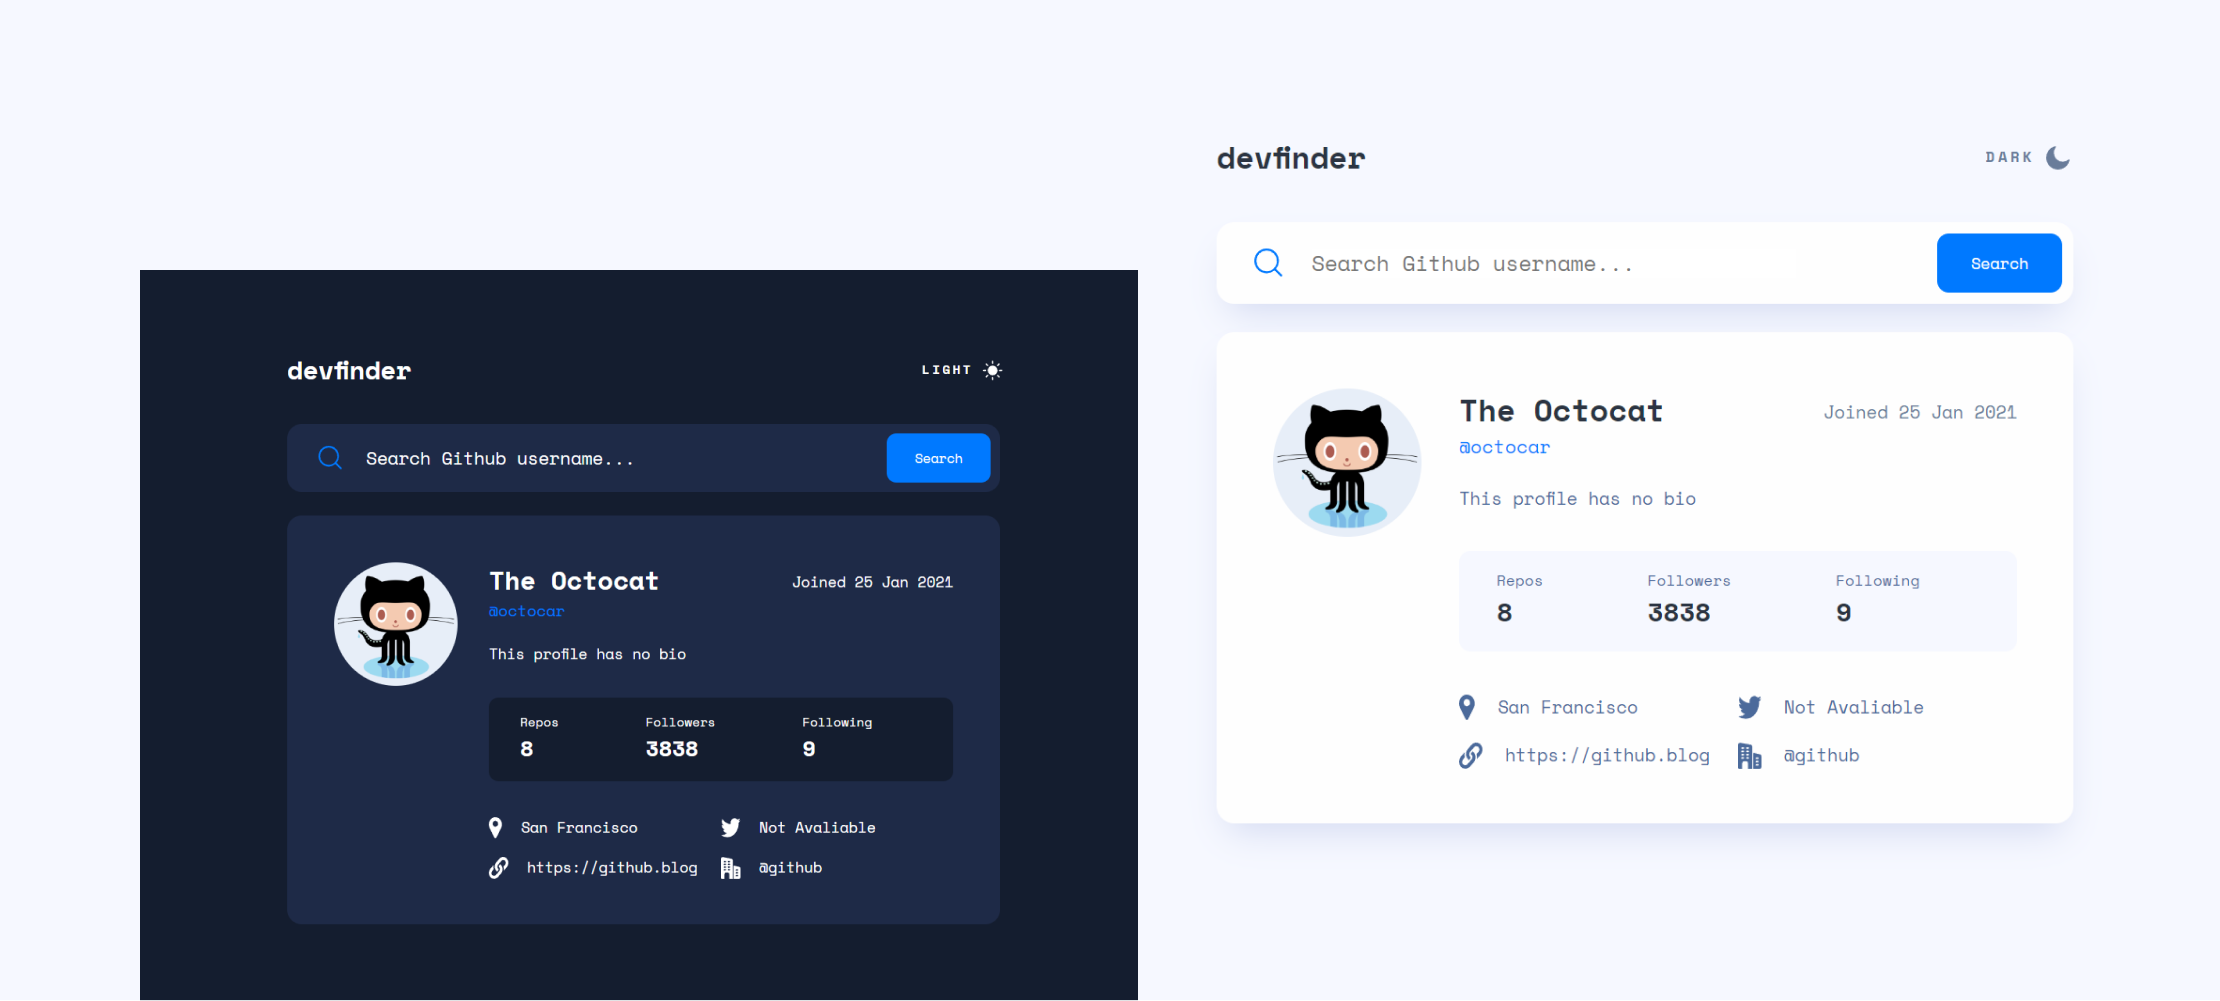 devfinder
LIGHT
Search Github username...
Search
The Octocat
Joined 25 Jan 2021
@octocar
This profile has no bio
Repos Followers Following
8 3838 9
San Francisco
Not Avaliable
https://github.blog
@github
devfinder
DARK
Search Github username...
Search
The Octocat
Joined 25 Jan 2021
@octocar
This profile has no bio
Repos Followers Following
8 3838 9
San Francisco
Not Avaliable
https://github.blog
@github